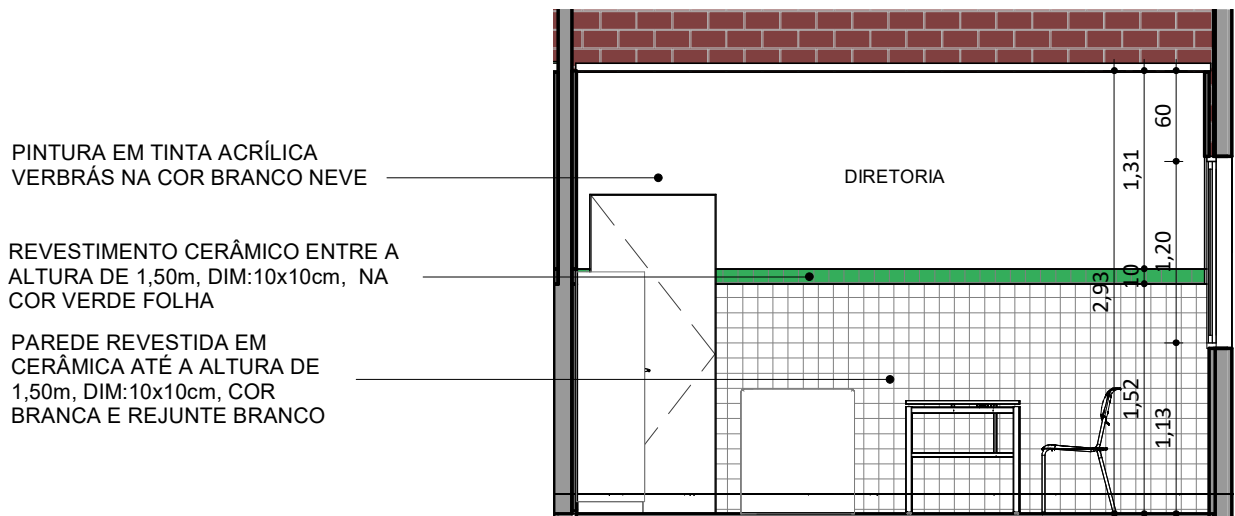 PINTURA EM TINTA ACRÍLICA
VERBRÁS NA COR BRANCO NEVE
DIRETORIA
REVESTIMENTO CERÂMICO ENTRE A
ALTURA DE 1,50m, DIM:10x10cm, NA
COR VERDE FOLHA
PAREDE REVESTIDA EM
CERÂMICA ATÉ A ALTURA DE
1,50m, DIM:10x10cm, COR
BRANCA E REJUNTE BRANCO
2,93
1,31
10
1,52
60
1,20
1,13